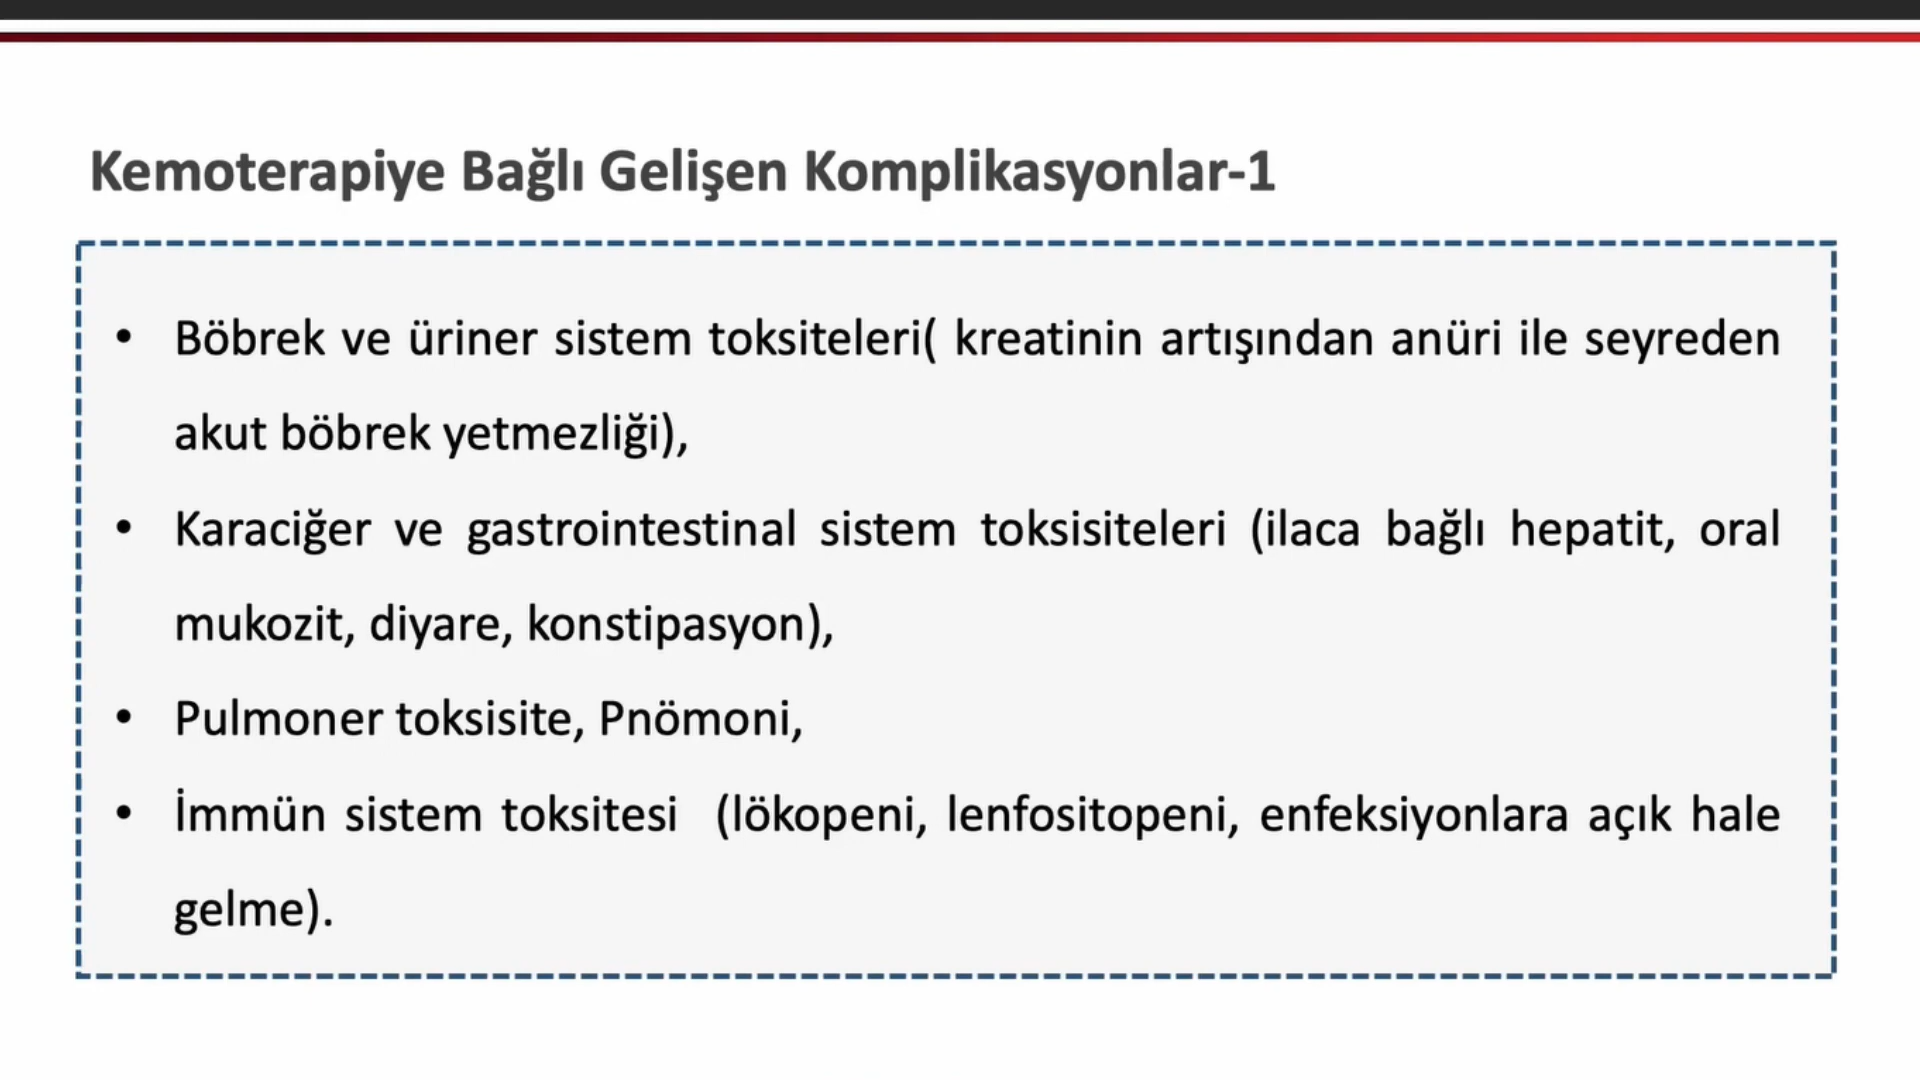 Kemoterapiye Bağlı Gelişen Komplikasyonlar-1
• Böbrek ve üriner sistem toksiteleri( kreatinin artışından anüri ile seyreden
akut böbrek yetmezliği),
• Karaciğer ve gastrointestinal sistem toksisiteleri (ilaca bağlı hepatit, oral
mukozit, diyare, konstipasyon),
• Pulmoner toksisite, Pnömoni,
• İmmün sistem toksitesi  (lökopeni, lenfositopeni, enfeksiyonlara açık hale
gelme).